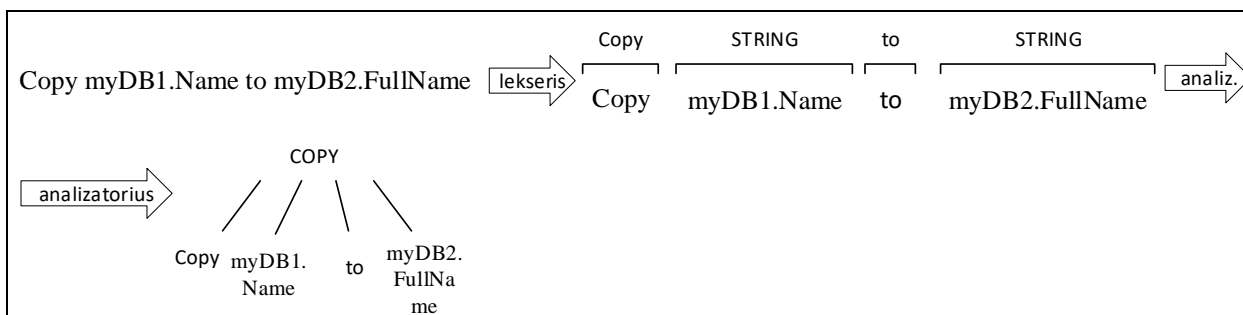 Copy STRING to STRING
Copy myDB1.Name to myDB2.FullName lekseris Copy myDB1.Name to myDB2.FullName analiz.
COPY
analizatorius
Copy myDB1. to myDB2.
Name FullNa
me